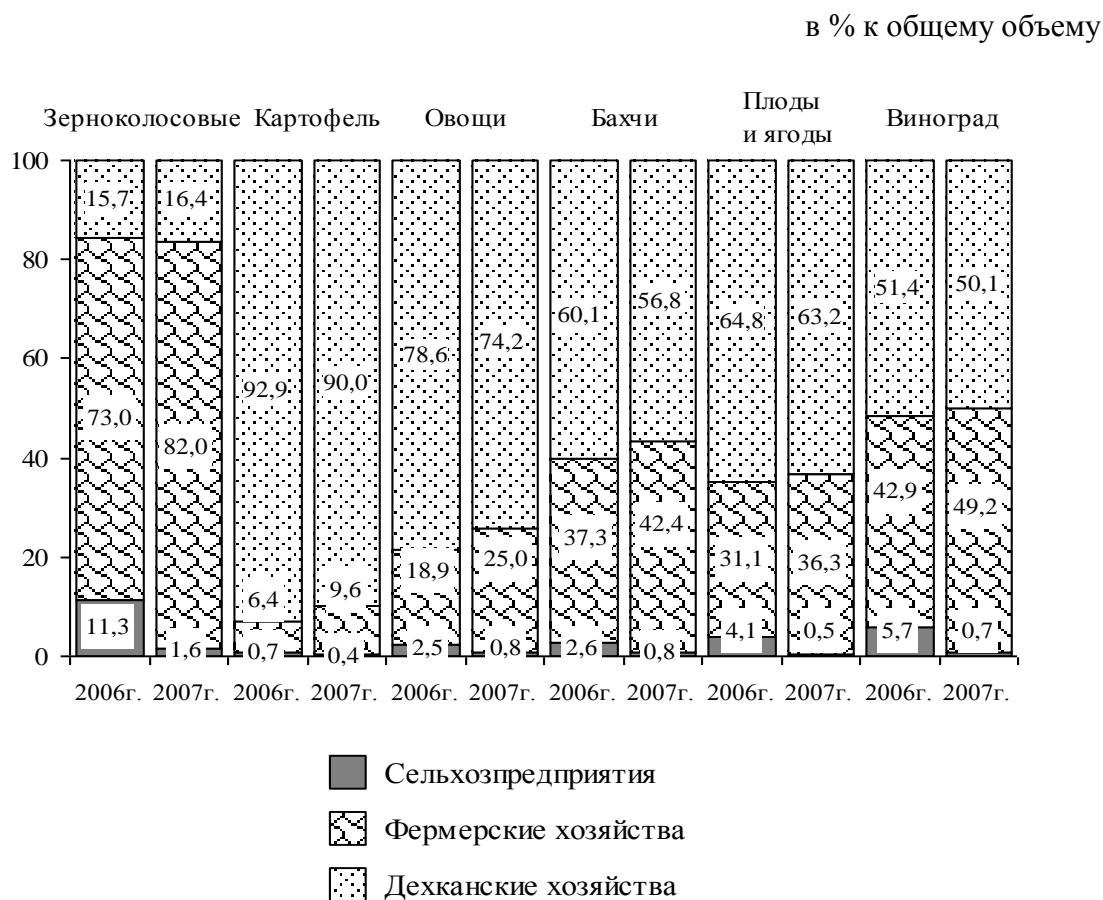 в % к общему объему
Зерноколосовые Картофель Овощи Бахчи Плоды и ягоды Виноград
100
80
60
40
20
0
15,7 16,4 92,9 90,0 78,6 74,2 60,1 56,8 64,8 63,2 51,4 50,1
73,0 82,0 6,4 9,6 18,9 25,0 37,3 42,4 31,1 36,3 42,9 49,2
11,3 1,6 0,7 0,4 2,5 0,8 2,6 0,8 4,1 0,5 5,7 0,7
2006г. 2007г. 2006г. 2007г. 2006г. 2007г. 2006г. 2007г. 2006г. 2007г. 2006г. 2007г.
Сельхозпредприятия
Фермерские хозяйства
Дехканские хозяйства